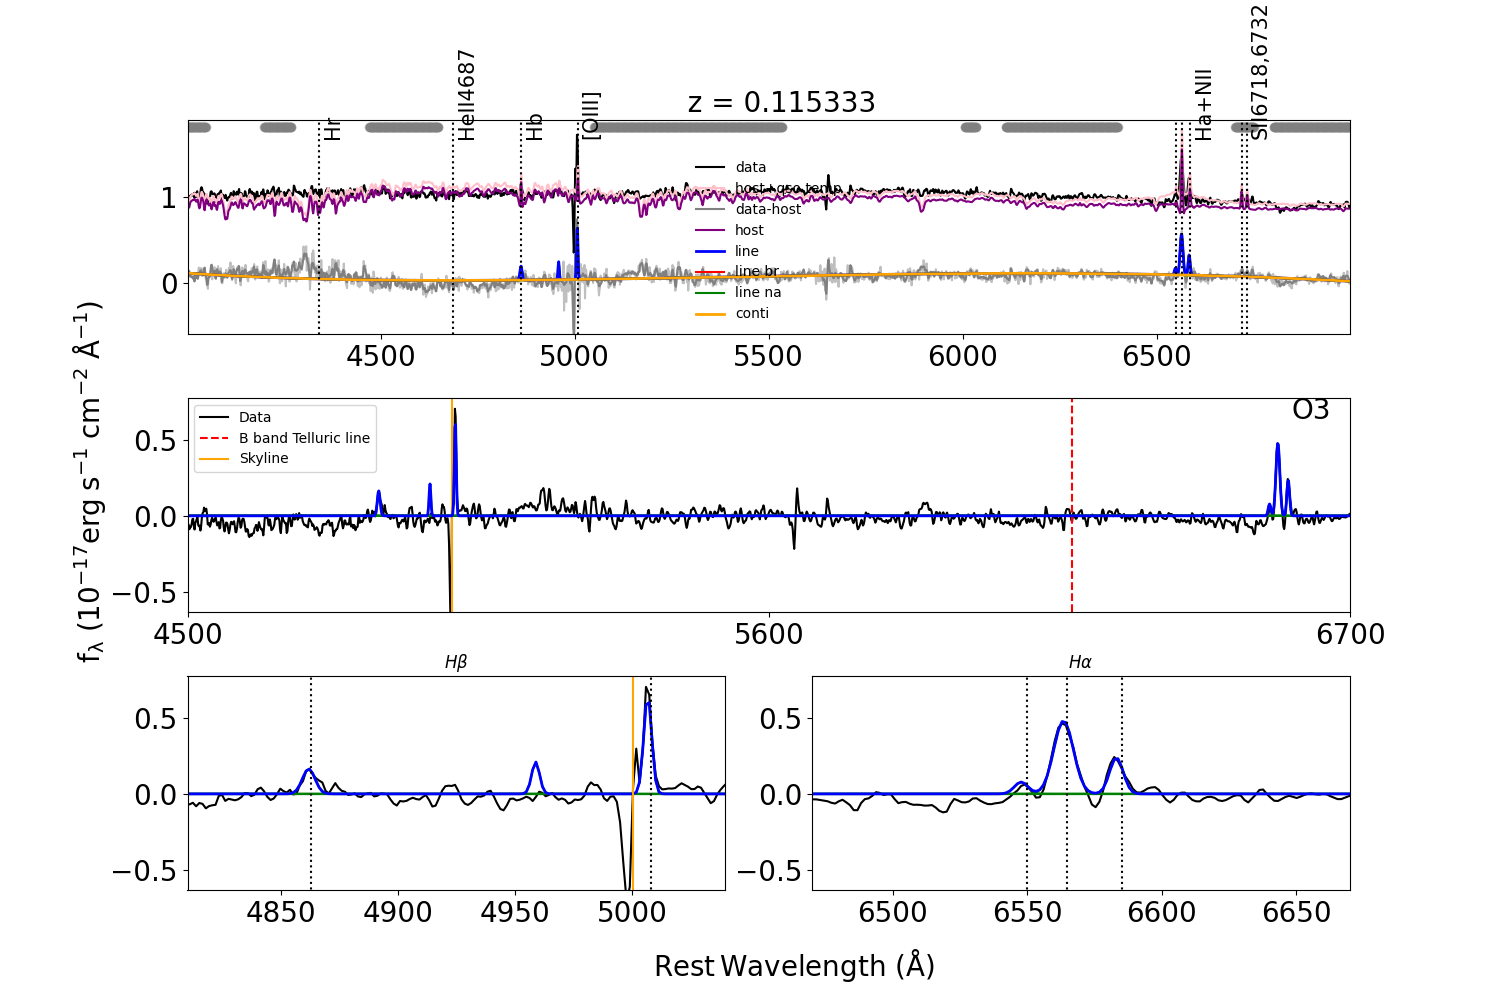 z = 0.115333
Hr
HeII4687
Hb
[OIII]
Ha+NII
SII6718,6732
data
host+qso temp
data-host
host
line
line br
line na
conti
1
0
4500 5000 5500 6000 6500
O3
Data
B band Telluric line
Skyline
0.5
0.0
−0.5
4500 5600 6700
fλ (10⁻¹⁷erg s⁻¹ cm⁻² Å⁻¹)
Hβ
0.5
0.0
−0.5
4850 4900 4950 5000
Hα
0.5
0.0
−0.5
6500 6550 6600 6650
Rest Wavelength (Å)